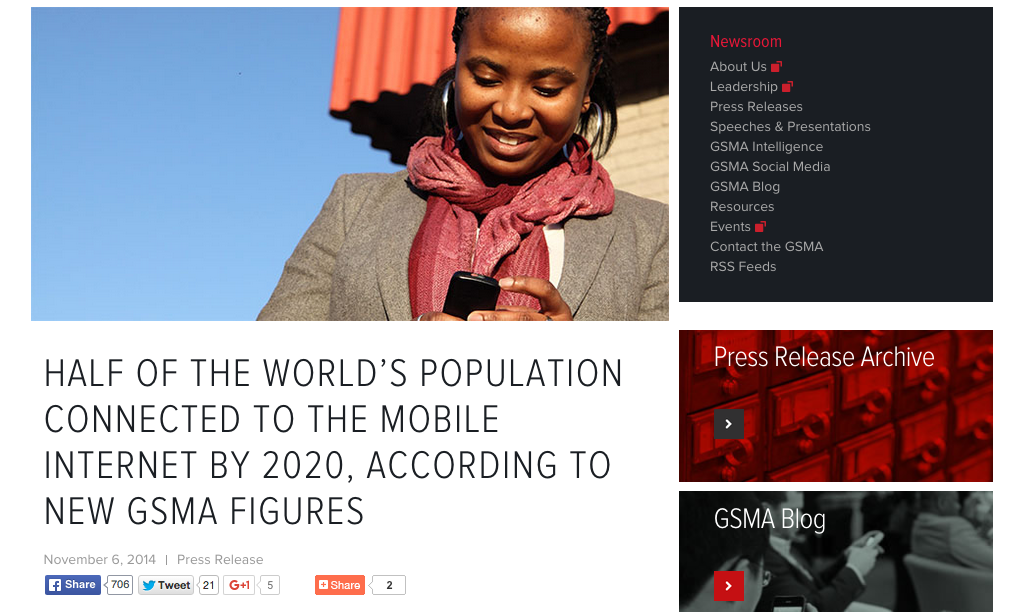 Newsroom
About Us
Leadership
Press Releases
Speeches & Presentations
GSMA Intelligence
GSMA Social Media
GSMA Blog
Resources
Events
Contact the GSMA
RSS Feeds
HALF OF THE WORLD’S POPULATION
CONNECTED TO THE MOBILE
INTERNET BY 2020, ACCORDING TO
NEW GSMA FIGURES
November 6, 2014 | Press Release
Share 706 Tweet 21 G+1 5 Share 2
Press Release Archive
GSMA Blog